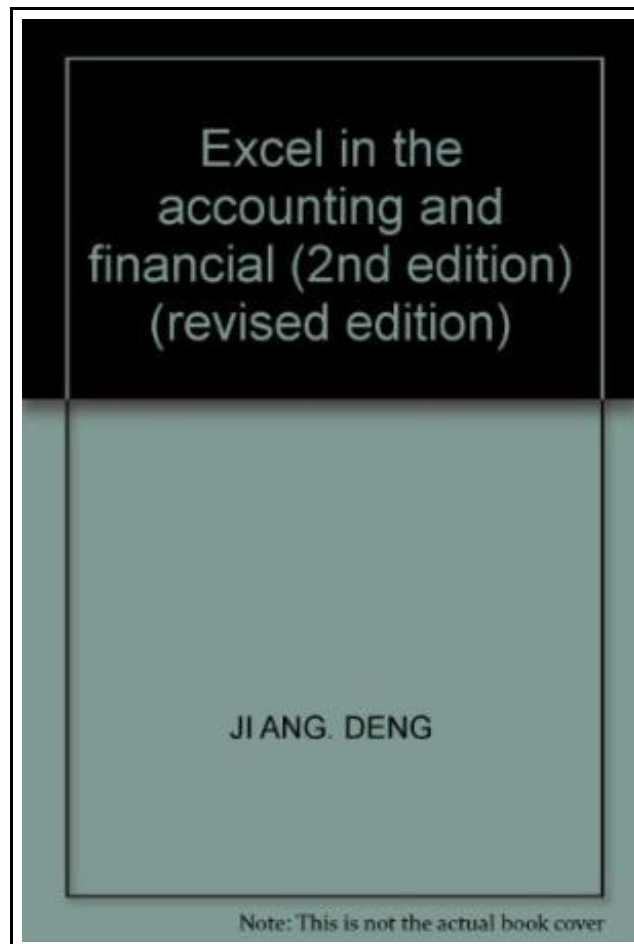 Excel in the
accounting and
financial (2nd edition)
(revised edition)
JI ANG. DENG
Note: This is not the actual book cover